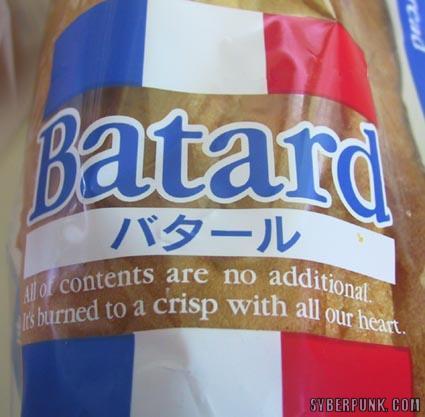 Batard
バタール
All of contents are no additional.
It's burned to a crisp with all our heart.
SYBERPUNK.COM